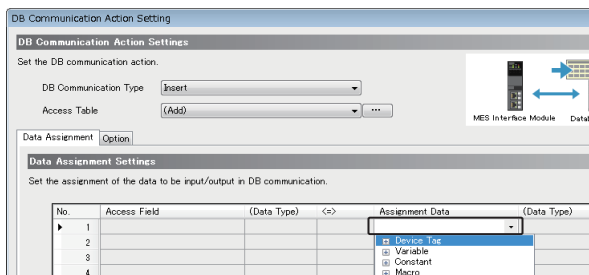 DB Communication Action Setting
DB Communication Action Settings
Set the DB communication action.
DB Communication Type Insert
Access Table (Add) ...
MES Interface Module
Data Assignment Option
Data Assignment Settings
Set the assignment of the data to be input/output in DB communication.
No. Access Field (Data Type) <=> Assignment Data (Data Type)
1
2
3
4
Device Tag
Variable
Constant
Macro